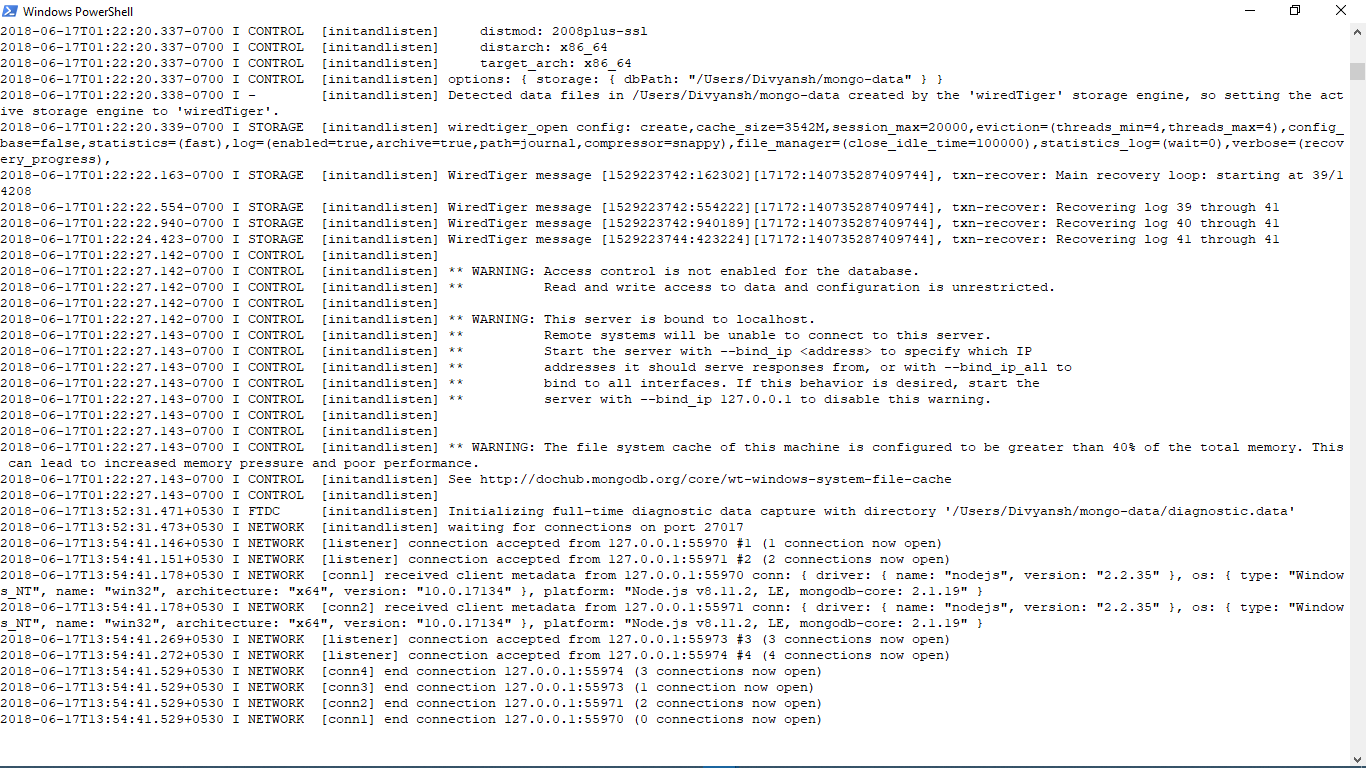 Windows PowerShell
2018-06-17T01:22:20.337-0700 I CONTROL  [initandlisten]     distmod: 2008plus-ssl
2018-06-17T01:22:20.337-0700 I CONTROL  [initandlisten]     distarch: x86_64
2018-06-17T01:22:20.337-0700 I CONTROL  [initandlisten]     target_arch: x86_64
2018-06-17T01:22:20.337-0700 I CONTROL  [initandlisten] options: { storage: { dbPath: "/Users/Divyansh/mongo-data" } }
2018-06-17T01:22:20.338-0700 I -        [initandlisten] Detected data files in /Users/Divyansh/mongo-data created by the 'wiredTiger' storage engine, so setting the act
ive storage engine to 'wiredTiger'.
2018-06-17T01:22:20.339-0700 I STORAGE  [initandlisten] wiredtiger_open config: create,cache_size=3542M,session_max=20000,eviction=(threads_min=4,threads_max=4),config_
base=false,statistics=(fast),log=(enabled=true,archive=true,path=journal,compressor=snappy),file_manager=(close_idle_time=100000),statistics_log=(wait=0),verbose=(recov
ery_progress),
2018-06-17T01:22:22.163-0700 I STORAGE  [initandlisten] WiredTiger message [1529223742:162302][17172:140735287409744], txn-recover: Main recovery loop: starting at 39/1
4208
2018-06-17T01:22:22.554-0700 I STORAGE  [initandlisten] WiredTiger message [1529223742:554222][17172:140735287409744], txn-recover: Recovering log 39 through 41
2018-06-17T01:22:22.940-0700 I STORAGE  [initandlisten] WiredTiger message [1529223742:940189][17172:140735287409744], txn-recover: Recovering log 40 through 41
2018-06-17T01:22:24.423-0700 I STORAGE  [initandlisten] WiredTiger message [1529223744:423224][17172:140735287409744], txn-recover: Recovering log 41 through 41
2018-06-17T01:22:27.142-0700 I CONTROL  [initandlisten]
2018-06-17T01:22:27.142-0700 I CONTROL  [initandlisten] ** WARNING: Access control is not enabled for the database.
2018-06-17T01:22:27.142-0700 I CONTROL  [initandlisten] **          Read and write access to data and configuration is unrestricted.
2018-06-17T01:22:27.142-0700 I CONTROL  [initandlisten]
2018-06-17T01:22:27.142-0700 I CONTROL  [initandlisten] ** WARNING: This server is bound to localhost.
2018-06-17T01:22:27.143-0700 I CONTROL  [initandlisten] **          Remote systems will be unable to connect to this server.
2018-06-17T01:22:27.143-0700 I CONTROL  [initandlisten] **          Start the server with --bind_ip <address> to specify which IP
2018-06-17T01:22:27.143-0700 I CONTROL  [initandlisten] **          addresses it should serve responses from, or with --bind_ip_all to
2018-06-17T01:22:27.143-0700 I CONTROL  [initandlisten] **          bind to all interfaces. If this behavior is desired, start the
2018-06-17T01:22:27.143-0700 I CONTROL  [initandlisten] **          server with --bind_ip 127.0.0.1 to disable this warning.
2018-06-17T01:22:27.143-0700 I CONTROL  [initandlisten]
2018-06-17T01:22:27.143-0700 I CONTROL  [initandlisten]
2018-06-17T01:22:27.143-0700 I CONTROL  [initandlisten] ** WARNING: The file system cache of this machine is configured to be greater than 40% of the total memory. This
 can lead to increased memory pressure and poor performance.
2018-06-17T01:22:27.143-0700 I CONTROL  [initandlisten] See http://dochub.mongodb.org/core/wt-windows-system-file-cache
2018-06-17T01:22:27.143-0700 I CONTROL  [initandlisten]
2018-06-17T13:52:31.471+0530 I FTDC     [initandlisten] Initializing full-time diagnostic data capture with directory '/Users/Divyansh/mongo-data/diagnostic.data'
2018-06-17T13:52:31.473+0530 I NETWORK  [initandlisten] waiting for connections on port 27017
2018-06-17T13:54:41.146+0530 I NETWORK  [listener] connection accepted from 127.0.0.1:55970 #1 (1 connection now open)
2018-06-17T13:54:41.151+0530 I NETWORK  [listener] connection accepted from 127.0.0.1:55971 #2 (2 connections now open)
2018-06-17T13:54:41.178+0530 I NETWORK  [conn1] received client metadata from 127.0.0.1:55970 conn: { driver: { name: "nodejs", version: "2.2.35" }, os: { type: "Window
s_NT", name: "win32", architecture: "x64", version: "10.0.17134" }, platform: "Node.js v8.11.2, LE, mongodb-core: 2.1.19" }
2018-06-17T13:54:41.178+0530 I NETWORK  [conn2] received client metadata from 127.0.0.1:55971 conn: { driver: { name: "nodejs", version: "2.2.35" }, os: { type: "Window
s_NT", name: "win32", architecture: "x64", version: "10.0.17134" }, platform: "Node.js v8.11.2, LE, mongodb-core: 2.1.19" }
2018-06-17T13:54:41.269+0530 I NETWORK  [listener] connection accepted from 127.0.0.1:55973 #3 (3 connections now open)
2018-06-17T13:54:41.272+0530 I NETWORK  [listener] connection accepted from 127.0.0.1:55974 #4 (4 connections now open)
2018-06-17T13:54:41.529+0530 I NETWORK  [conn4] end connection 127.0.0.1:55974 (3 connections now open)
2018-06-17T13:54:41.529+0530 I NETWORK  [conn3] end connection 127.0.0.1:55973 (1 connection now open)
2018-06-17T13:54:41.529+0530 I NETWORK  [conn2] end connection 127.0.0.1:55971 (2 connections now open)
2018-06-17T13:54:41.529+0530 I NETWORK  [conn1] end connection 127.0.0.1:55970 (0 connections now open)